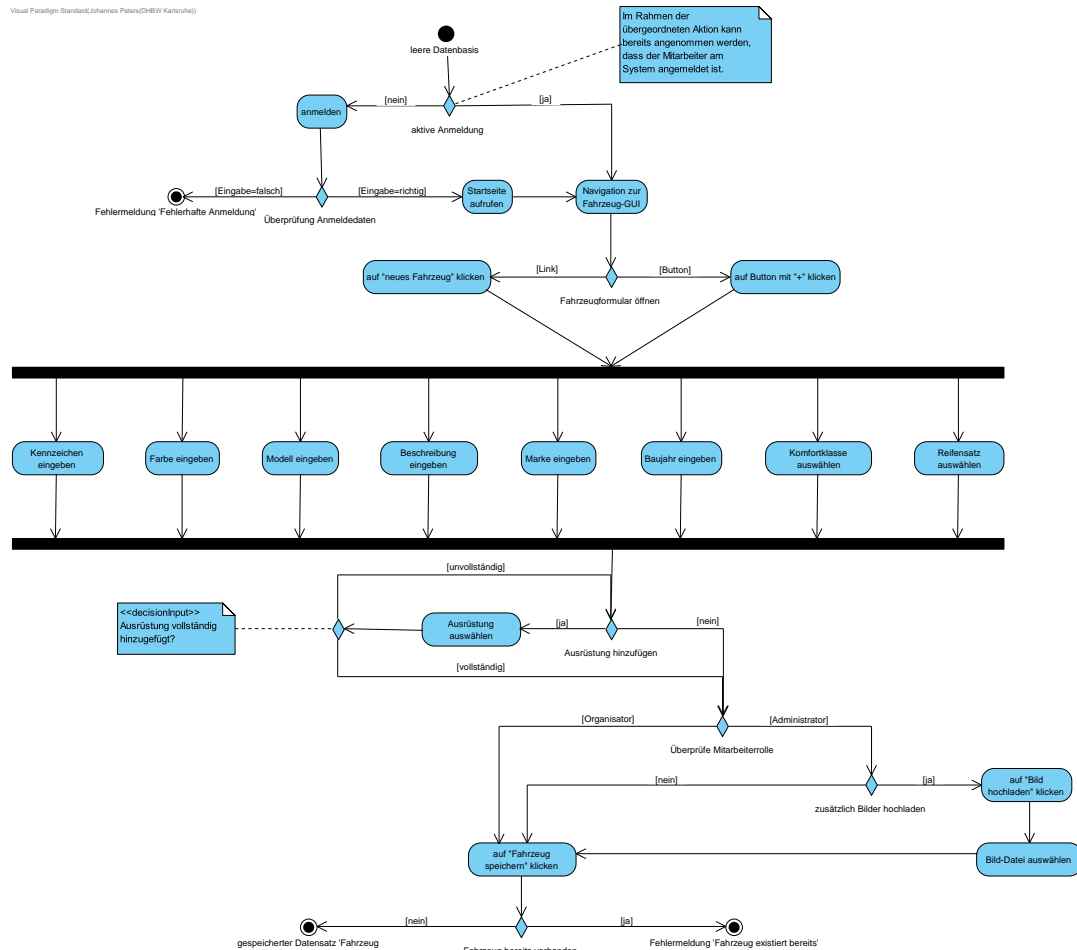 Visual Paradigm Standard(Johannes Peters(DHBW Karlsruhe))
Im Rahmen der
übergeordneten Aktion kann
bereits angenommen werden,
dass der Mitarbeiter am
System angemeldet ist.
leere Datenbasis
[nein]
[ja]
anmelden
aktive Anmeldung
[Eingabe=falsch]
[Eingabe=richtig]
Startseite
aufrufen
Navigation zur
Fahrzeug-GUI
Fehlermeldung 'Fehlerhafte Anmeldung'
Überprüfung Anmeldedaten
auf "neues Fahrzeug" klicken
[Link]
[Button]
auf Button mit "+" klicken
Fahrzeugformular öffnen
Kennzeichen
eingeben
Farbe eingeben
Modell eingeben
Beschreibung
eingeben
Marke eingeben
Baujahr eingeben
Komfortklasse
auswählen
Reifensatz
auswählen
[unvollständig]
<<decisionInput>>
Ausrüstung vollständig
hinzugefügt?
Ausrüstung
auswählen
[ja]
[nein]
Ausrüstung hinzufügen
[vollständig]
[Organisator]
[Administrator]
Überprüfe Mitarbeiterrolle
[nein]
[ja]
auf "Bild
hochladen" klicken
zusätzlich Bilder hochladen
auf "Fahrzeug
speichern" klicken
Bild-Datei auswählen
[nein]
[ja]
gespeicherter Datensatz 'Fahrzeug
Fahrzeug bereits vorhanden
Fehlermeldung 'Fahrzeug existiert bereits'